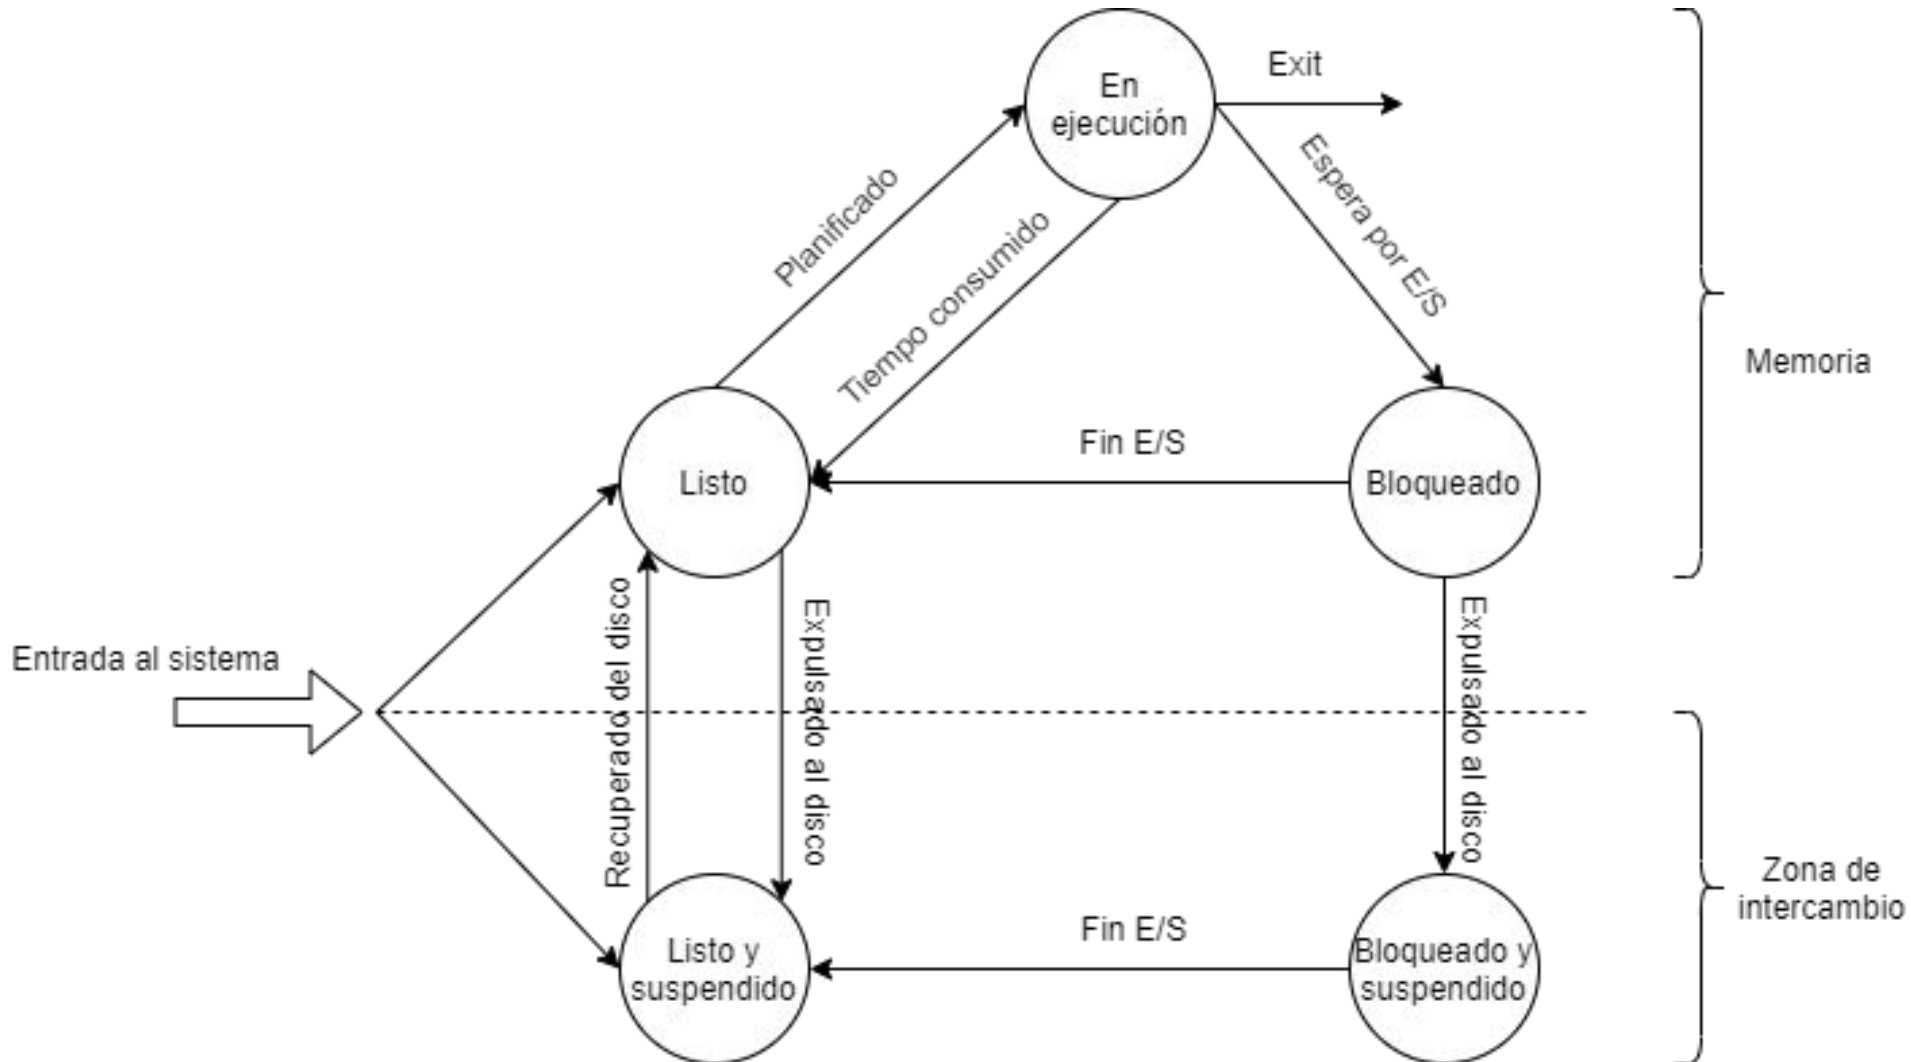 En
ejecución
Exit
Planificado
Tiempo consumido
Espera por E/S
Memoria
Listo
Fin E/S
Bloqueado
Entrada al sistema
Recuperado del disco
Expulsado al disco
Expulsado al disco
Zona de
intercambio
Listo y
suspendido
Fin E/S
Bloqueado y
suspendido